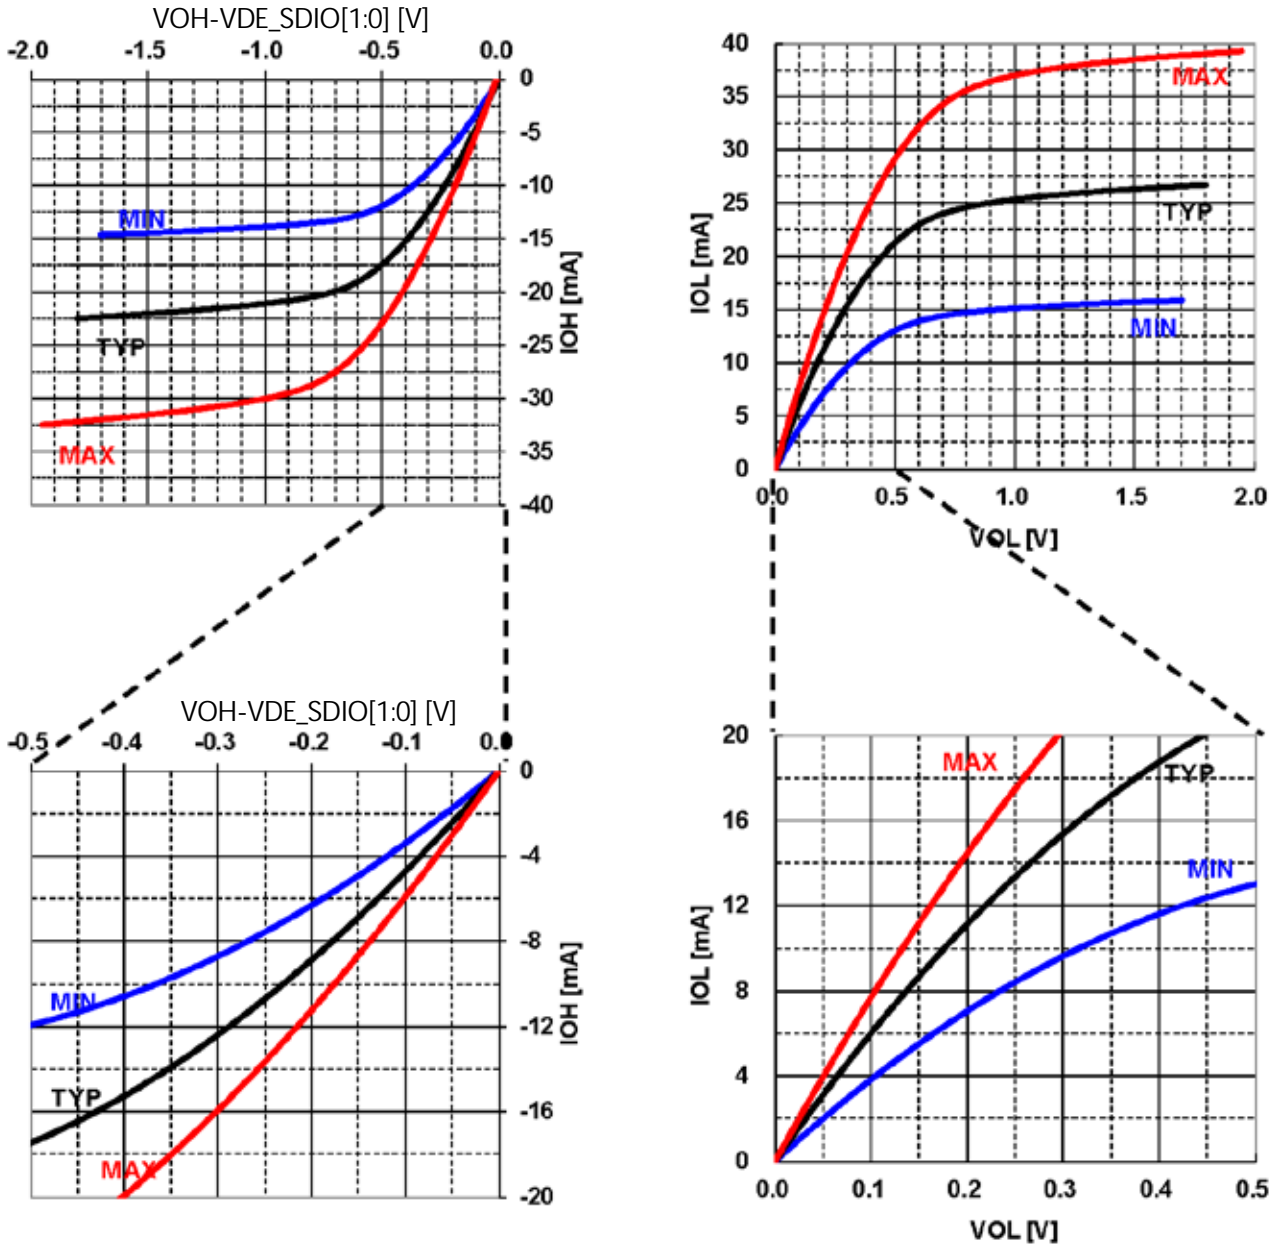 VOH-VDE_SDIO[1:0] [V]
-2.0 -1.5 -1.0 -0.5 0.0
0
-5
-10
-15
-20
-25
-30
-35
-40
IOH [mA]
MIN
TYP
MAX
40
35
30
25
20
15
10
5
0
IOL [mA]
MAX
TYP
MIN
0.0 0.5 1.0 1.5 2.0
VOL [V]
VOH-VDE_SDIO[1:0] [V]
-0.5 -0.4 -0.3 -0.2 -0.1 0.0
0
-4
-8
-12
-16
-20
IOH [mA]
MIN
TYP
MAX
20
16
12
8
4
0
IOL [mA]
MAX
TYP
MIN
0.0 0.1 0.2 0.3 0.4 0.5
VOL [V]